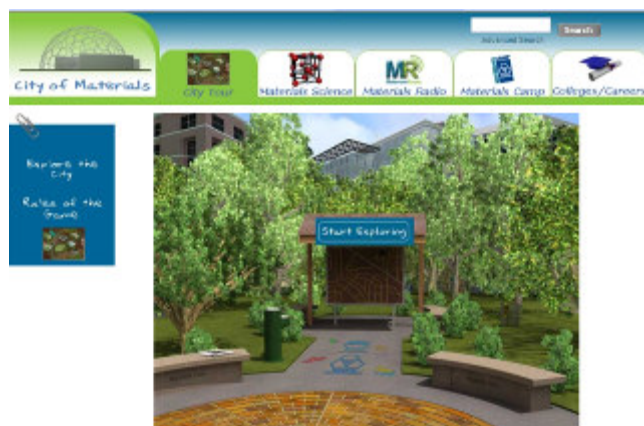 Search
Advanced Search
City of Materials
City Tour
Materials Science
MR
Materials Radio
Materials Camp
Colleges/Careers
Explore the
City
Rules of the
Game
Start Exploring